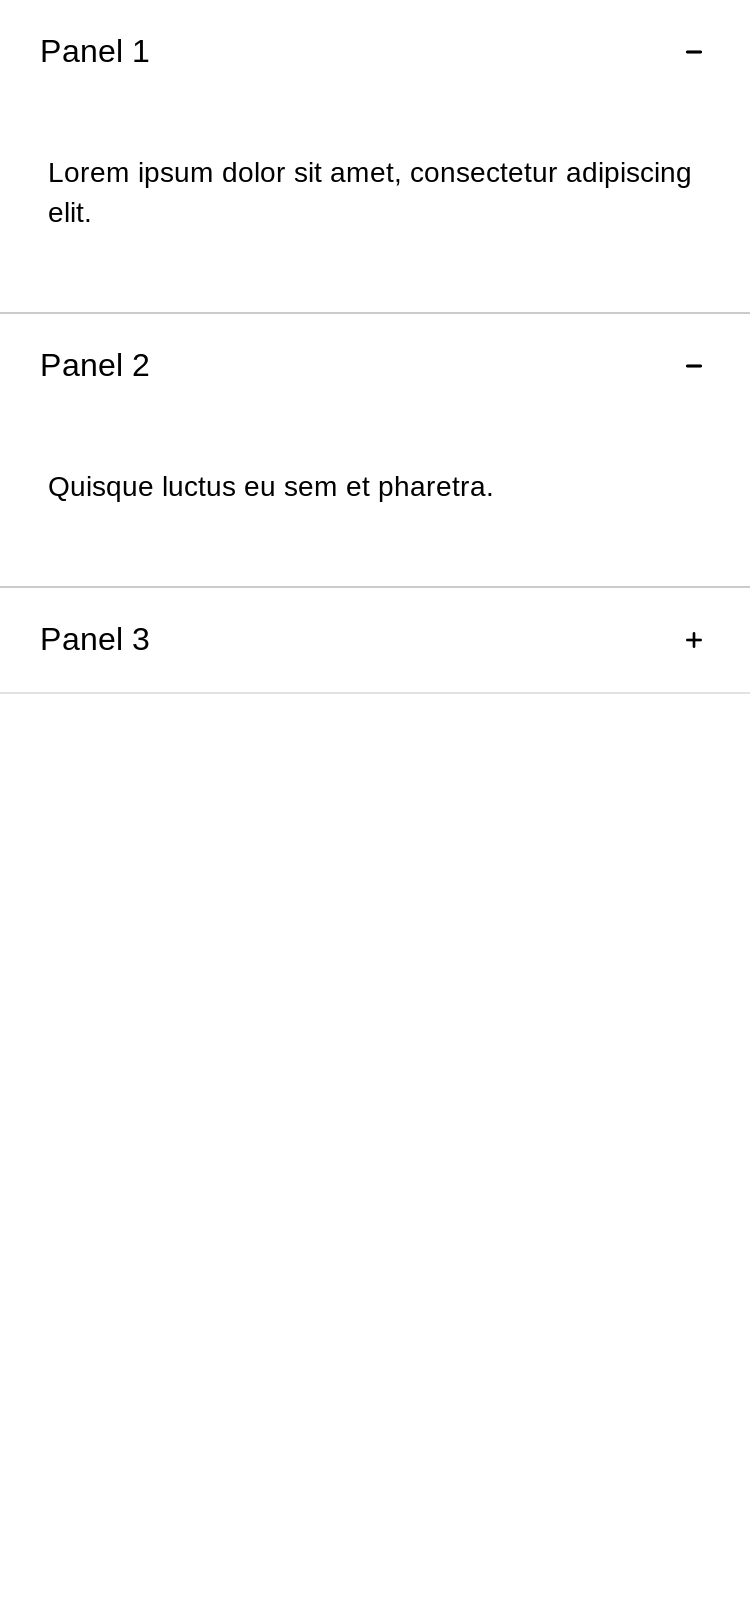 Panel 1
Lorem ipsum dolor sit amet, consectetur adipiscing
elit.
Panel 2
Quisque luctus eu sem et pharetra.
Panel 3